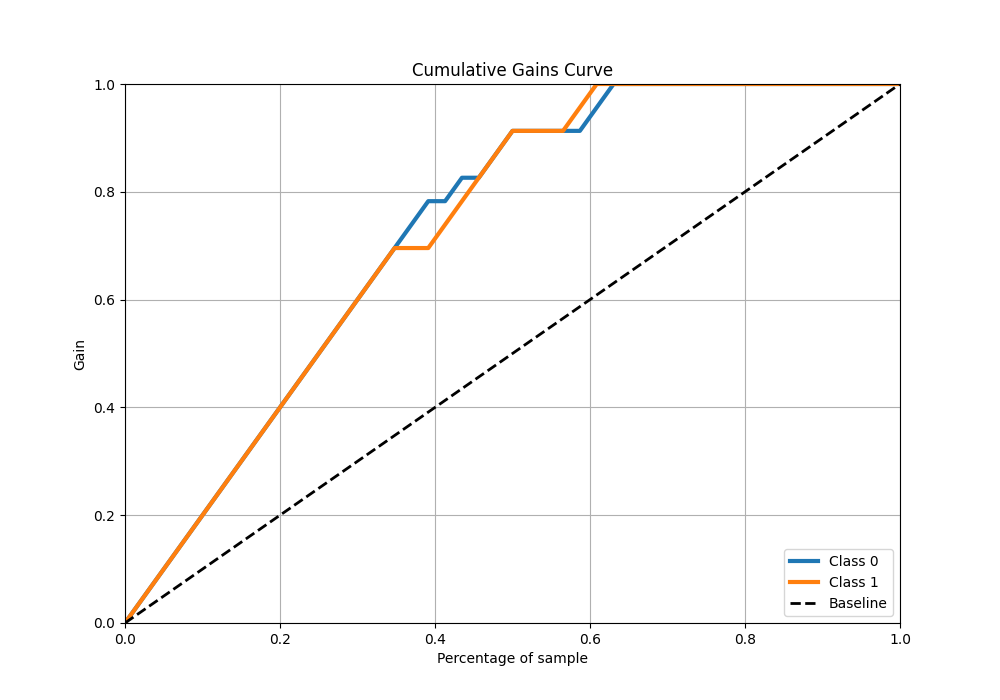 Cumulative Gains Curve
1.0
0.8
0.6
0.4
0.2
0.0
Gain
0.0 0.2 0.4 0.6 0.8 1.0
Percentage of sample
Class 0
Class 1
Baseline